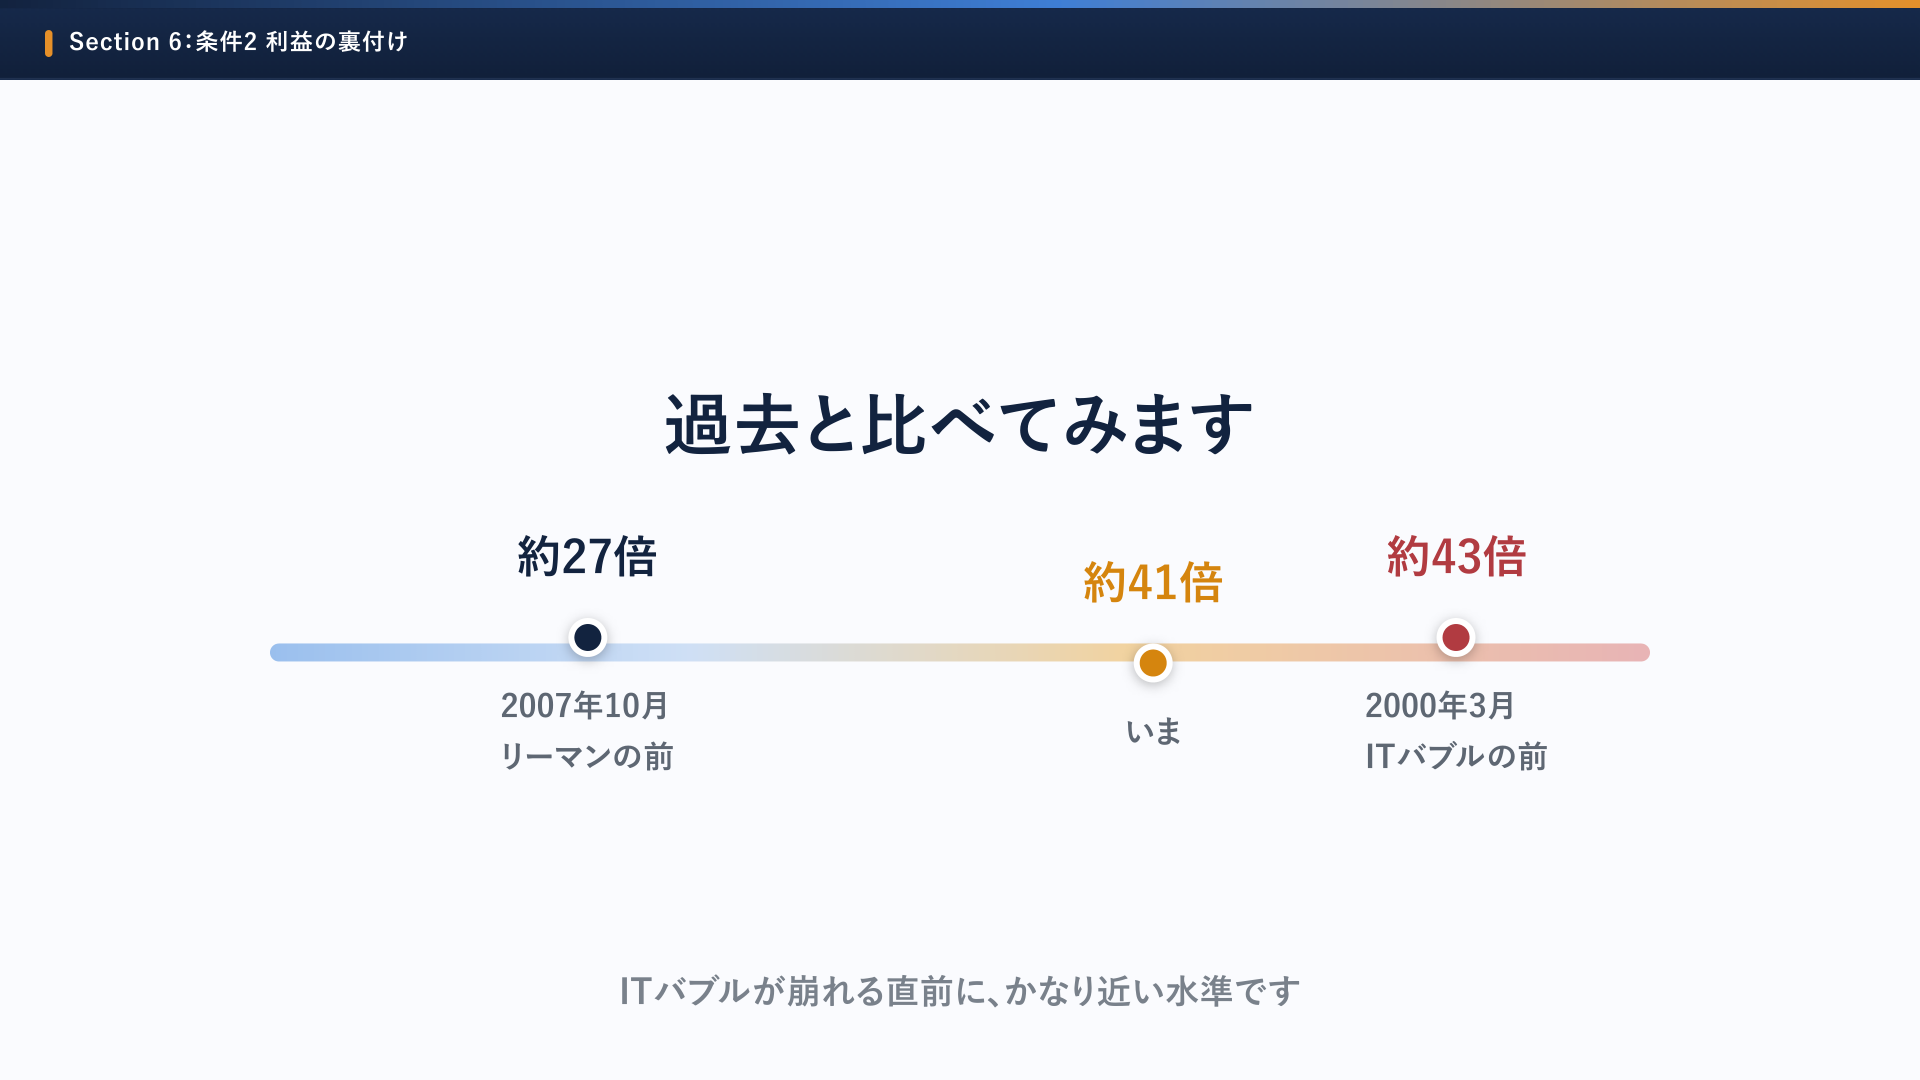 Section 6：条件2 利益の裏付け
過去と比べてみます
約27倍
約41倍
約43倍
2007年10月
リーマンの前
いま
2000年3月
ITバブルの前
ITバブルが崩れる直前に、かなり近い水準です